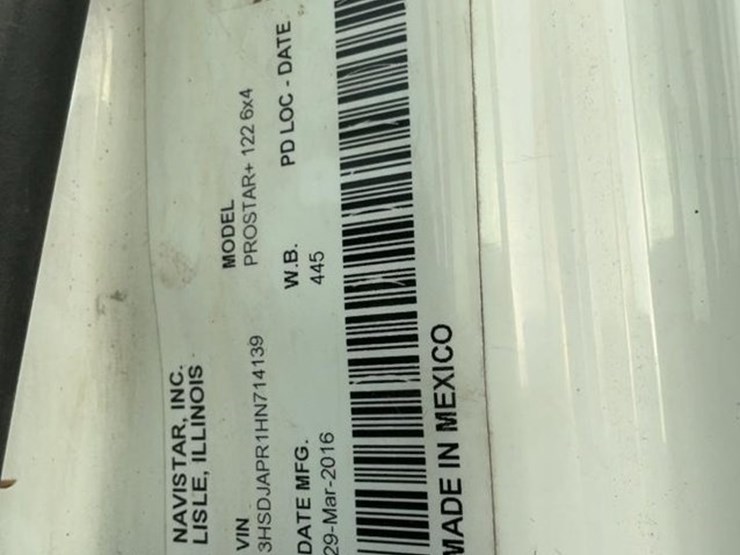 NAVISTAR, INC.
LISLE, ILLINOIS
VIN
3HSDJAPR1HN714139
MODEL
PROSTAR+ 122 6x4
DATE MFG.
29-Mar-2016
W.B.
445
PD LOC - DATE
MADE IN MEXICO